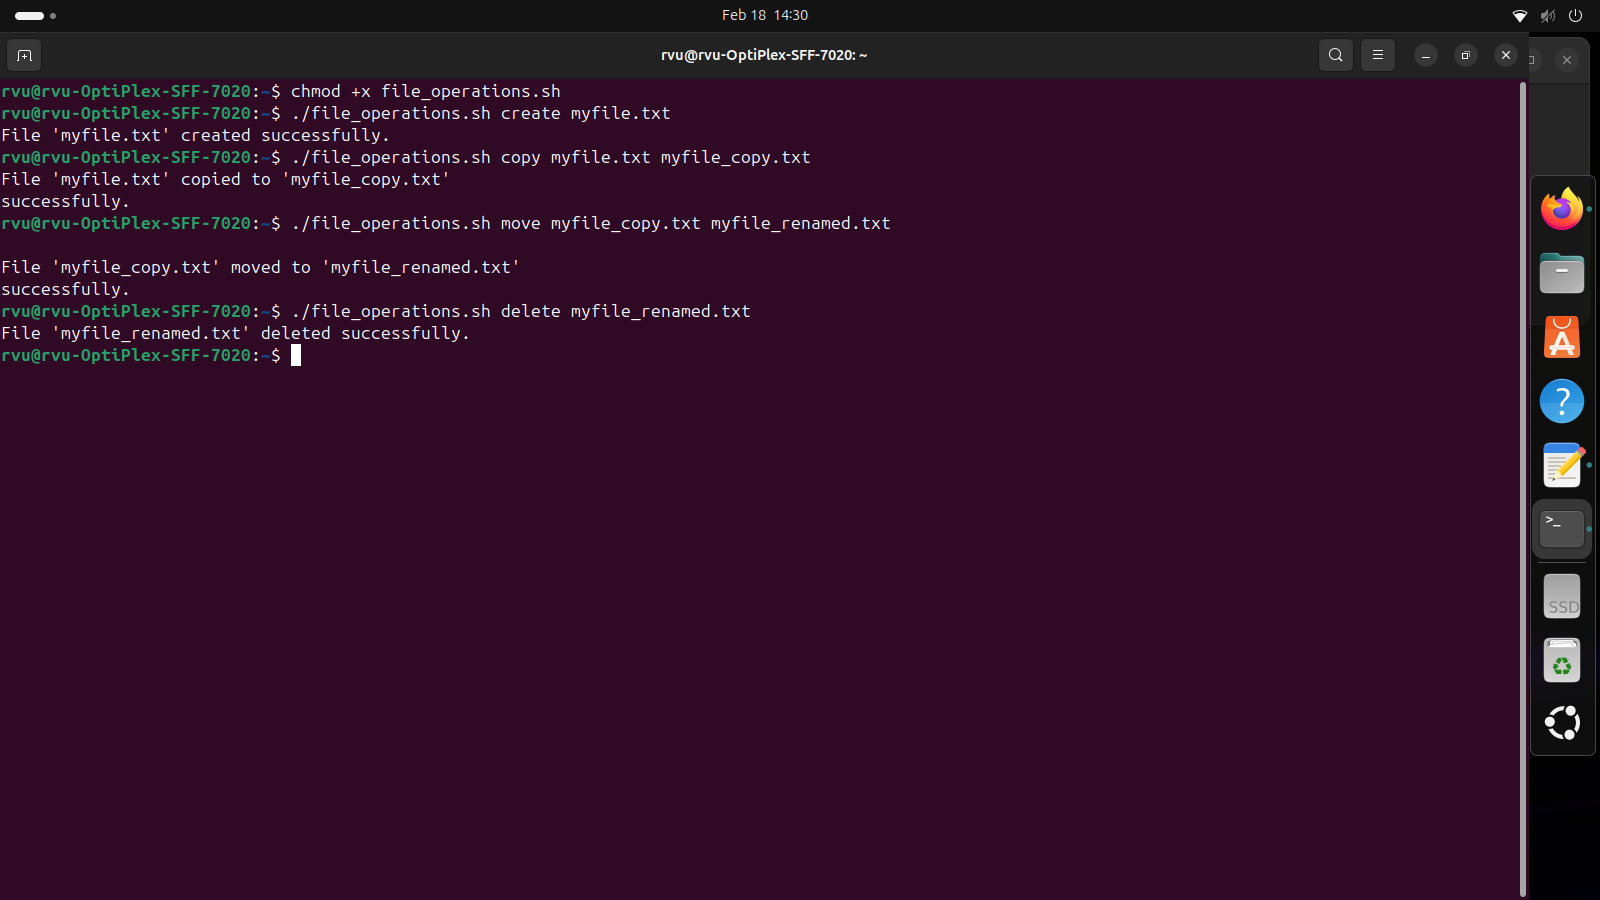 Feb 18 14:30
rvu@rvu-OptiPlex-SFF-7020: ~
rvu@rvu-OptiPlex-SFF-7020:~$ chmod +x file_operations.sh
rvu@rvu-OptiPlex-SFF-7020:~$ ./file_operations.sh create myfile.txt
File 'myfile.txt' created successfully.
rvu@rvu-OptiPlex-SFF-7020:~$ ./file_operations.sh copy myfile.txt myfile_copy.txt
File 'myfile.txt' copied to 'myfile_copy.txt'
successfully.
rvu@rvu-OptiPlex-SFF-7020:~$ ./file_operations.sh move myfile_copy.txt myfile_renamed.txt
File 'myfile_copy.txt' moved to 'myfile_renamed.txt'
successfully.
rvu@rvu-OptiPlex-SFF-7020:~$ ./file_operations.sh delete myfile_renamed.txt
File 'myfile_renamed.txt' deleted successfully.
rvu@rvu-OptiPlex-SFF-7020:~$
A
?
>_
SSD